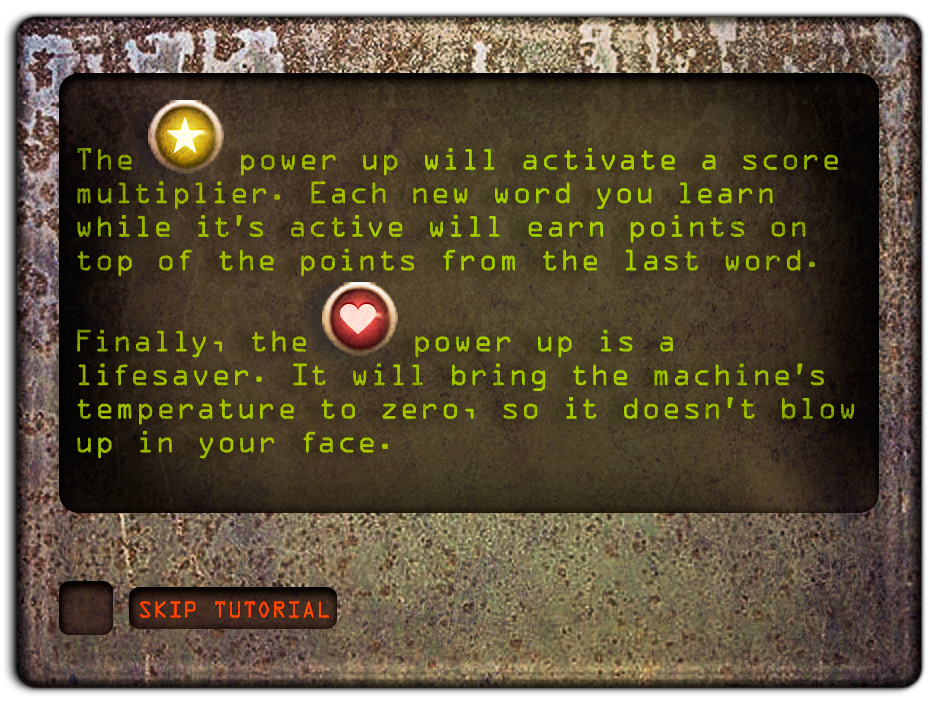 The power up will activate a score
multiplier. Each new word you learn
while it's active will earn points on
top of the points from the last word.
Finally, the power up is a
lifesaver. It will bring the machine's
temperature to zero, so it doesn't blow
up in your face.
SKIP TUTORIAL